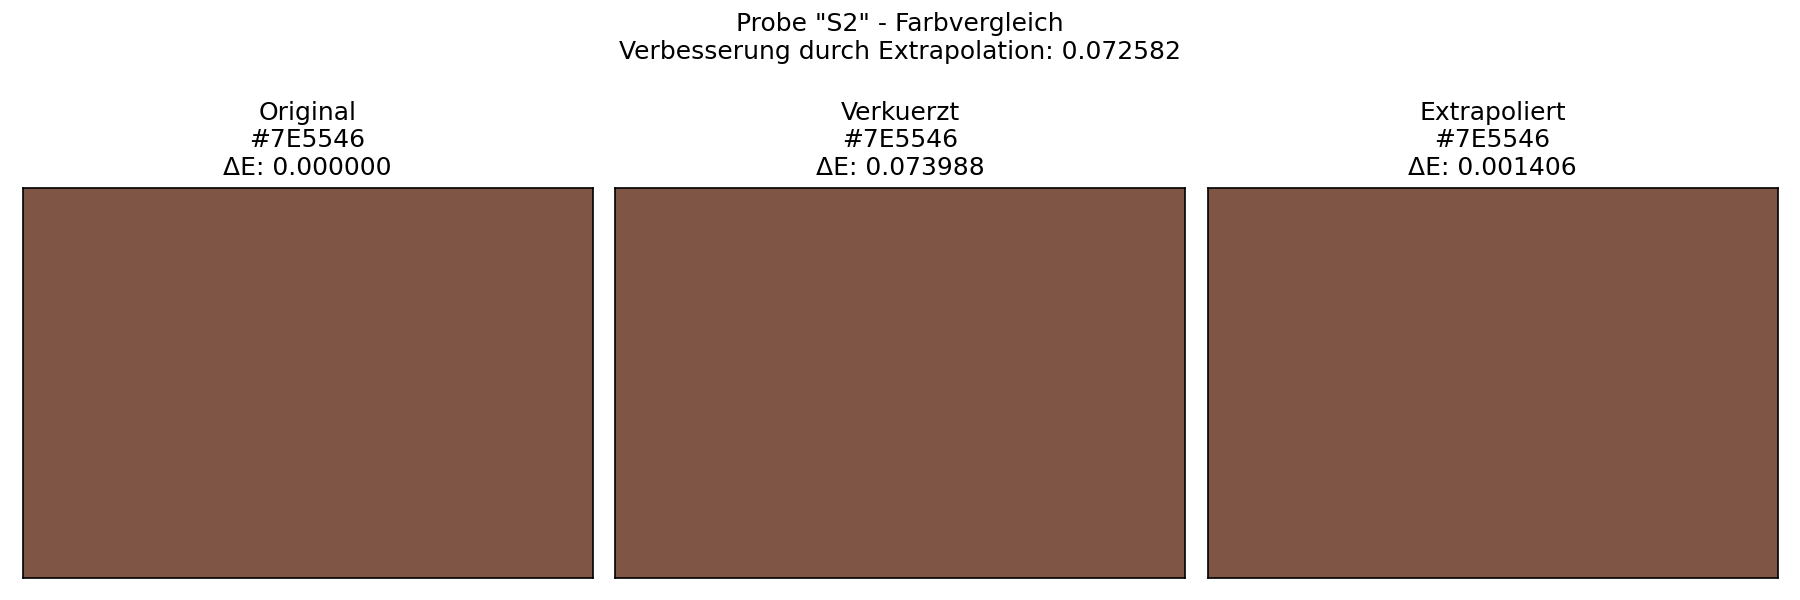 Probe "S2" - Farbvergleich
Verbesserung durch Extrapolation: 0.072582
Original
#7E5546
ΔE: 0.000000
Verkuerzt
#7E5546
ΔE: 0.073988
Extrapoliert
#7E5546
ΔE: 0.001406